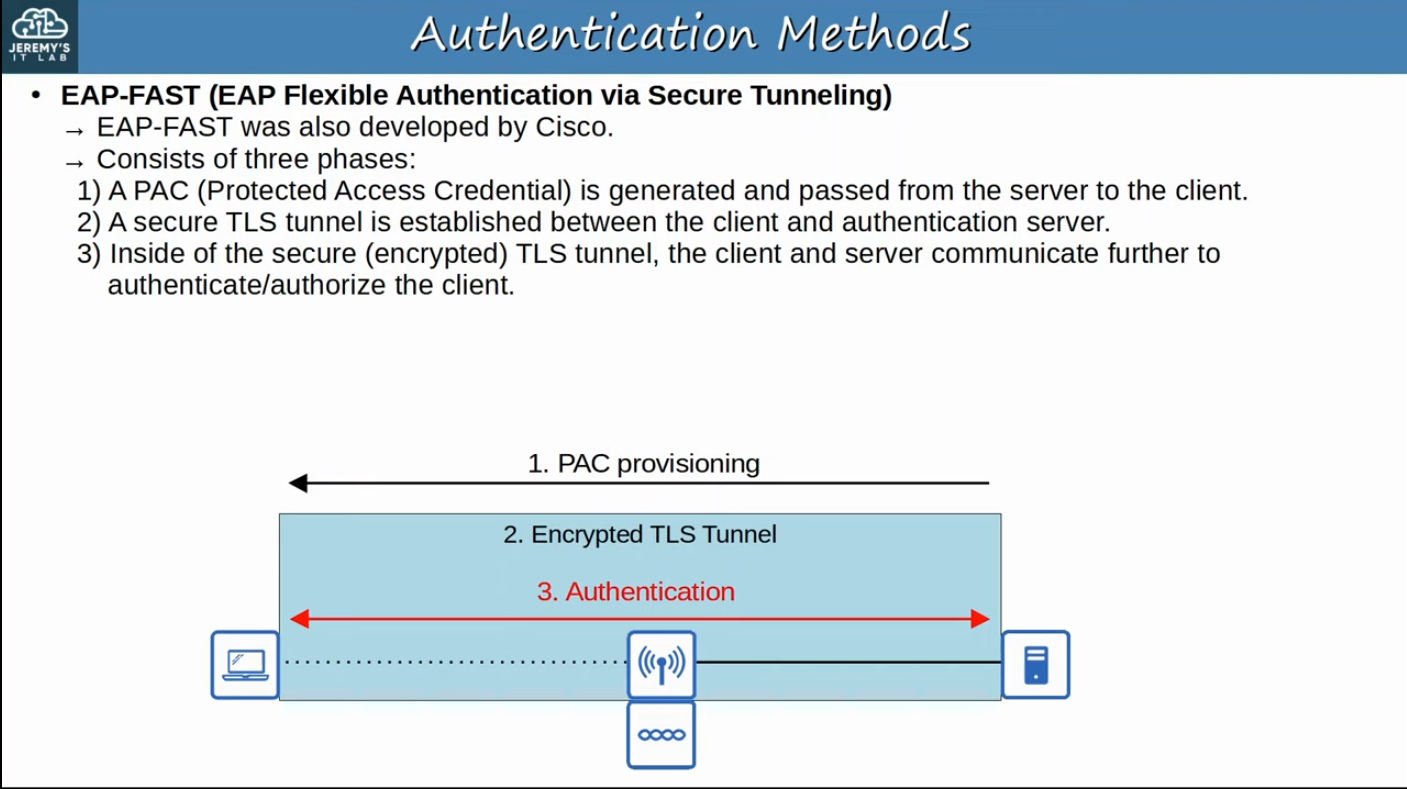 JEREMY'S
IT LAB
Authentication Methods
• EAP-FAST (EAP Flexible Authentication via Secure Tunneling)
→ EAP-FAST was also developed by Cisco.
→ Consists of three phases:
1) A PAC (Protected Access Credential) is generated and passed from the server to the client.
2) A secure TLS tunnel is established between the client and authentication server.
3) Inside of the secure (encrypted) TLS tunnel, the client and server communicate further to
authenticate/authorize the client.
1. PAC provisioning
2. Encrypted TLS Tunnel
3. Authentication